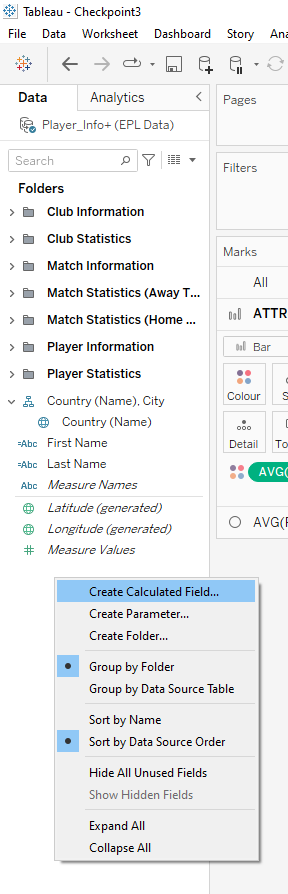 Tableau - Checkpoint3
File Data Worksheet Dashboard Story
Data Analytics
Pages
Player_Info+ (EPL Data)
Search
Filters
Folders
Club Information
Club Statistics
Match Information
Marks
All
Match Statistics (Away T...
Match Statistics (Home ...
ATTR
Player Information
Bar
Player Statistics
Colour
Country (Name), City
Country (Name)
=Abc First Name
Detail
=Abc Last Name
Abc Measure Names
AVG(
Latitude (generated)
Longitude (generated)
AVG(
Measure Values
Create Calculated Field...
Create Parameter...
Create Folder...
Group by Folder
Group by Data Source Table
Sort by Name
Sort by Data Source Order
Hide All Unused Fields
Show Hidden Fields
Expand All
Collapse All